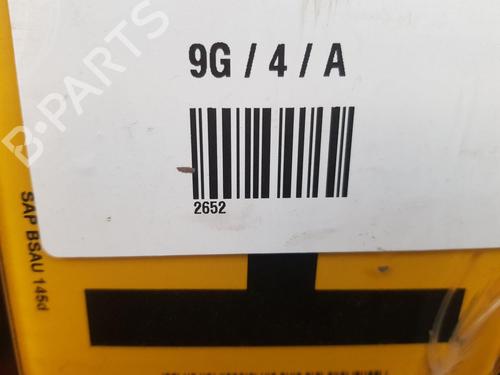 B-PARTS
9G / 4 / A
2652
SAP BSAU 145d